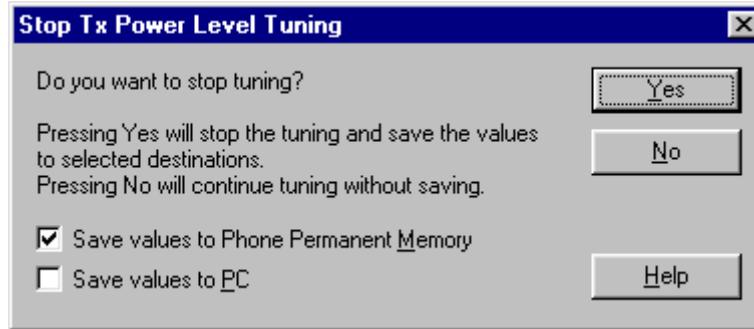 Stop Tx Power Level Tuning
Do you want to stop tuning?
Yes
Pressing Yes will stop the tuning and save the values
to selected destinations.
Pressing No will continue tuning without saving.
No
Save values to Phone Permanent Memory
Save values to PC
Help